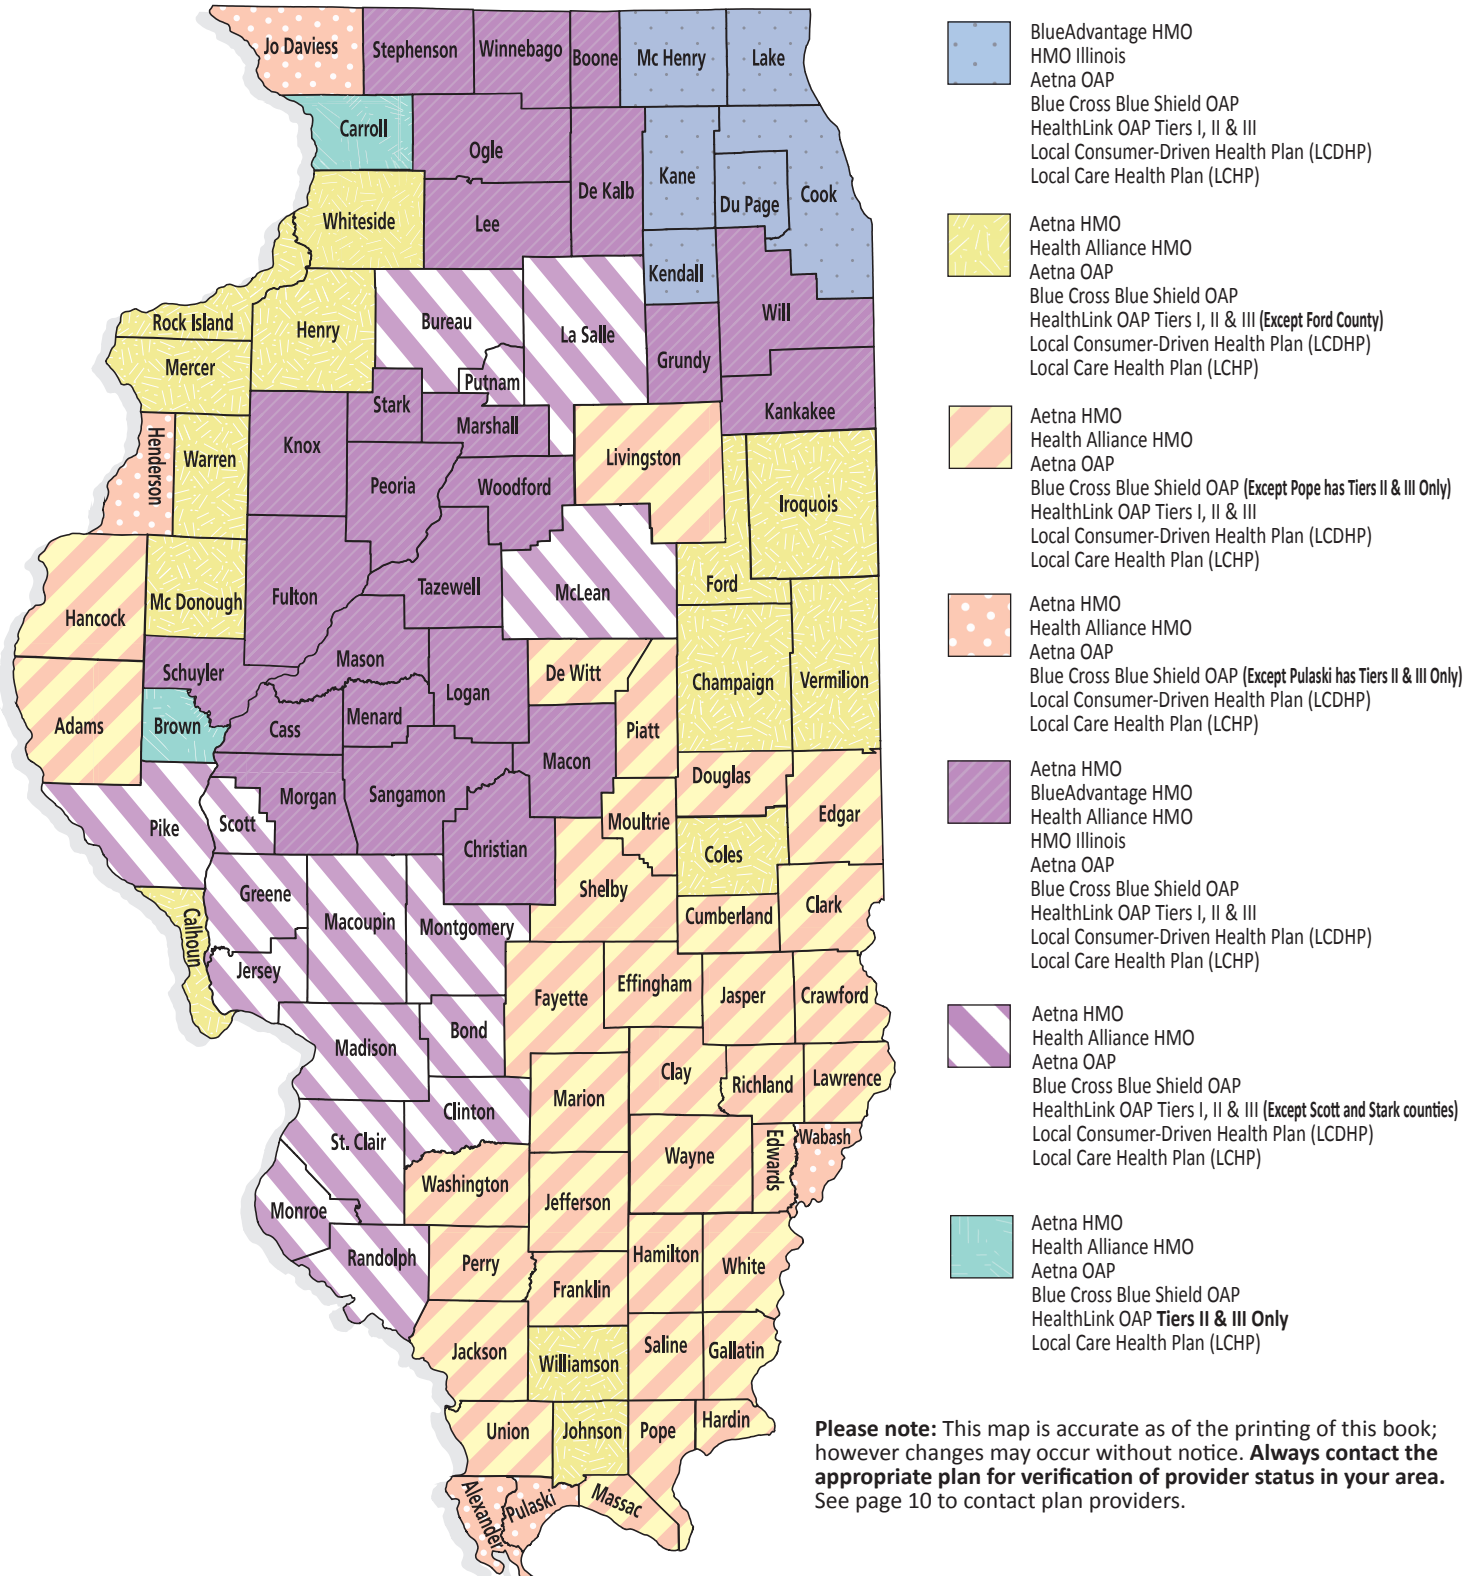 Jo Daviess
Stephenson
Winnebago
Boone
Mc Henry
Lake
Carroll
Ogle
De Kalb
Kane
Du Page
Cook
Whiteside
Lee
Kendall
Will
Rock Island
Henry
Bureau
La Salle
Grundy
Mercer
Putnam
Kankakee
Stark
Marshall
Henderson
Warren
Knox
Peoria
Woodford
Livingston
Iroquois
Mc Donough
Fulton
Tazewell
McLean
Ford
Hancock
Schuyler
Mason
Logan
De Witt
Champaign
Vermilion
Adams
Brown
Cass
Menard
Piatt
Macon
Douglas
Pike
Scott
Morgan
Sangamon
Moultrie
Edgar
Christian
Coles
Calhoun
Greene
Macoupin
Montgomery
Shelby
Cumberland
Clark
Jersey
Fayette
Effingham
Jasper
Crawford
Madison
Bond
Clay
Richland
Lawrence
Clinton
Marion
St. Clair
Wayne
Edwards
Wabash
Washington
Jefferson
Monroe
Randolph
Perry
Hamilton
White
Franklin
Jackson
Williamson
Saline
Gallatin
Union
Johnson
Pope
Hardin
Alexander
Pulaski
Massac
BlueAdvantage HMO
HMO Illinois
Aetna OAP
Blue Cross Blue Shield OAP
HealthLink OAP Tiers I, II & III
Local Consumer-Driven Health Plan (LCDHP)
Local Care Health Plan (LCHP)
Aetna HMO
Health Alliance HMO
Aetna OAP
Blue Cross Blue Shield OAP
HealthLink OAP Tiers I, II & III (Except Ford County)
Local Consumer-Driven Health Plan (LCDHP)
Local Care Health Plan (LCHP)
Aetna HMO
Health Alliance HMO
Aetna OAP
Blue Cross Blue Shield OAP (Except Pope has Tiers II & III Only)
HealthLink OAP Tiers I, II & III
Local Consumer-Driven Health Plan (LCDHP)
Local Care Health Plan (LCHP)
Aetna HMO
Health Alliance HMO
Aetna OAP
Blue Cross Blue Shield OAP (Except Pulaski has Tiers II & III Only)
Local Consumer-Driven Health Plan (LCDHP)
Local Care Health Plan (LCHP)
Aetna HMO
BlueAdvantage HMO
Health Alliance HMO
HMO Illinois
Aetna OAP
Blue Cross Blue Shield OAP
HealthLink OAP Tiers I, II & III
Local Consumer-Driven Health Plan (LCDHP)
Local Care Health Plan (LCHP)
Aetna HMO
Health Alliance HMO
Aetna OAP
Blue Cross Blue Shield OAP
HealthLink OAP Tiers I, II & III (Except Scott and Stark counties)
Local Consumer-Driven Health Plan (LCDHP)
Local Care Health Plan (LCHP)
Aetna HMO
Health Alliance HMO
Aetna OAP
Blue Cross Blue Shield OAP
HealthLink OAP Tiers II & III Only
Local Care Health Plan (LCHP)
Please note: This map is accurate as of the printing of this book;
however changes may occur without notice. Always contact the
appropriate plan for verification of provider status in your area.
See page 10 to contact plan providers.